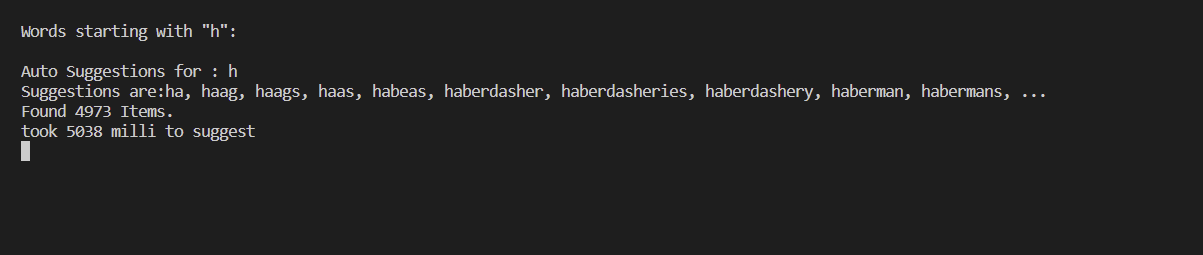 Words starting with "h":
Auto Suggestions for : h
Suggestions are:ha, haag, haags, haas, habeas, haberdasher, haberdasheries, haberdashery, haberman, habermans, ...
Found 4973 Items.
took 5038 milli to suggest